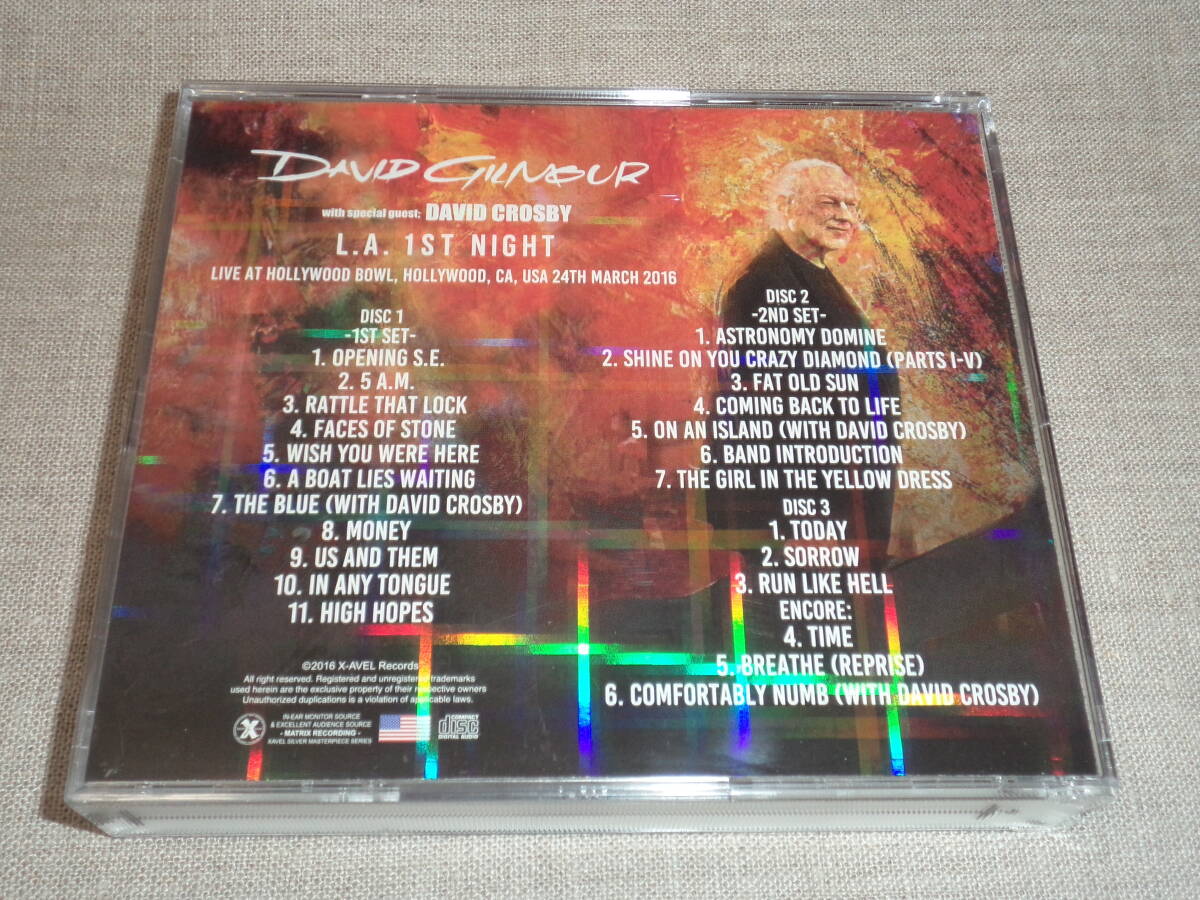 DAVID GILMOUR
with special guest; DAVID CROSBY
L.A. 1ST NIGHT
LIVE AT HOLLYWOOD BOWL, HOLLYWOOD, CA, USA 24TH MARCH 2016
DISC 1
-1ST SET-
1. OPENING S.E.
2. 5 A.M.
3. RATTLE THAT LOCK
4. FACES OF STONE
5. WISH YOU WERE HERE
6. A BOAT LIES WAITING
7. THE BLUE (WITH DAVID CROSBY)
8. MONEY
9. US AND THEM
10. IN ANY TONGUE
11. HIGH HOPES
DISC 2
-2ND SET-
1. ASTRONOMY DOMINE
2. SHINE ON YOU CRAZY DIAMOND (PARTS I-V)
3. FAT OLD SUN
4. COMING BACK TO LIFE
5. ON AN ISLAND (WITH DAVID CROSBY)
6. BAND INTRODUCTION
7. THE GIRL IN THE YELLOW DRESS
DISC 3
1. TODAY
2. SORROW
3. RUN LIKE HELL
ENCORE:
4. TIME
5. BREATHE (REPRISE)
6. COMFORTABLY NUMB (WITH DAVID CROSBY)
©2016 X-AVEL Records
All right reserved. Registered and unregistered trademarks
used herein are the exclusive property of their respective owners
Unauthorized duplications is a violation of applicable laws.
X
IN-EAR MONITOR SOURCE
& EXCELLENT AUDIENCE SOURCE
- MATRIX RECORDING -
XAVEL SILVER MASTERPIECE SERIES
COMPACT
disc
DIGITAL AUDIO